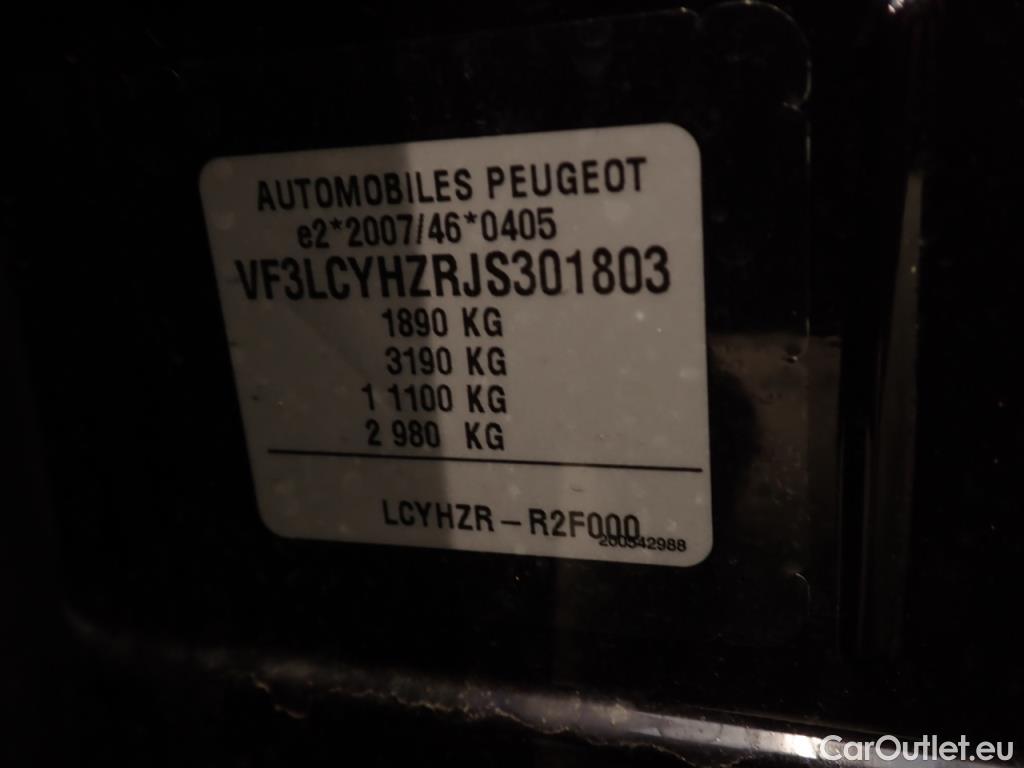 AUTOMOBILES PEUGEOT
e2*2007/46*0405
VF3LCYHZRJS301803
1890 KG
3190 KG
1 1100 KG
2 980 KG
LCYHZR – R2F000
200542988
CarOutlet.eu